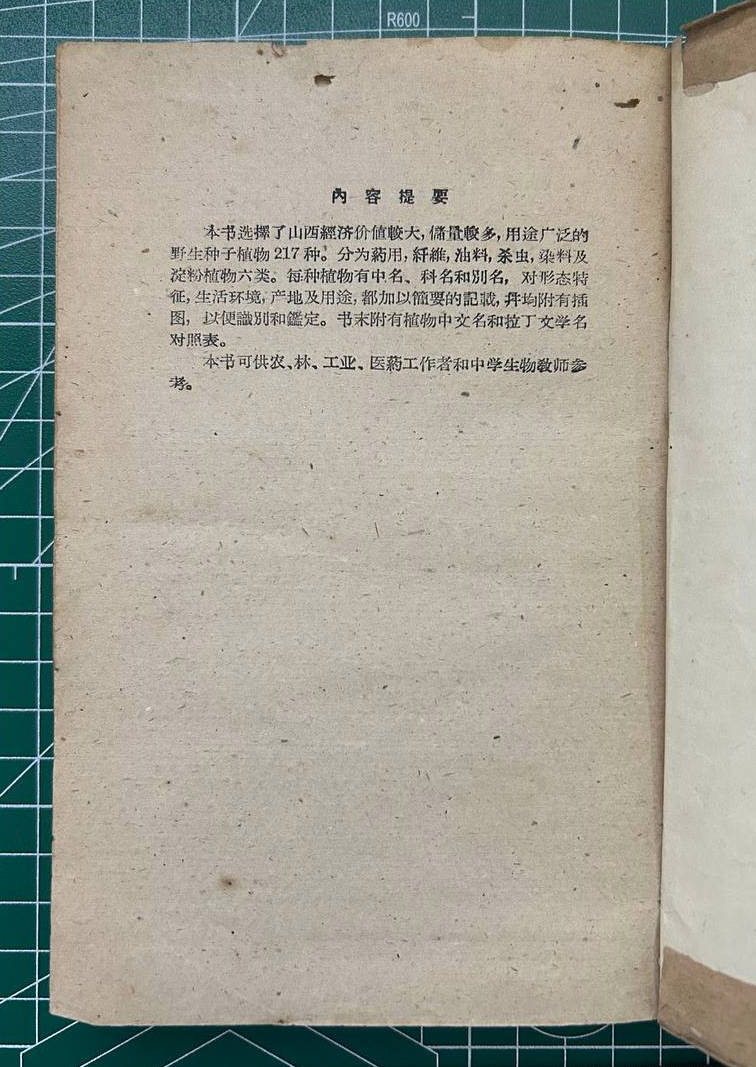 R600
內容提要
本书选擇了山西經济价値較大,儲量較多,用途广泛的
野生种子植物 217 种。分为葯用,纤維,油料,杀虫,染料及
淀粉植物六类。每种植物有中名、科名和別名,对形态特
征,生活环境,产地及用途,都加以簡要的記載,幷均附有插
图,以便識別和鑑定。书末附有植物中文名和拉丁文学名
对照表。
本书可供农、林、工业、医葯工作者和中学生物敎师参
考。